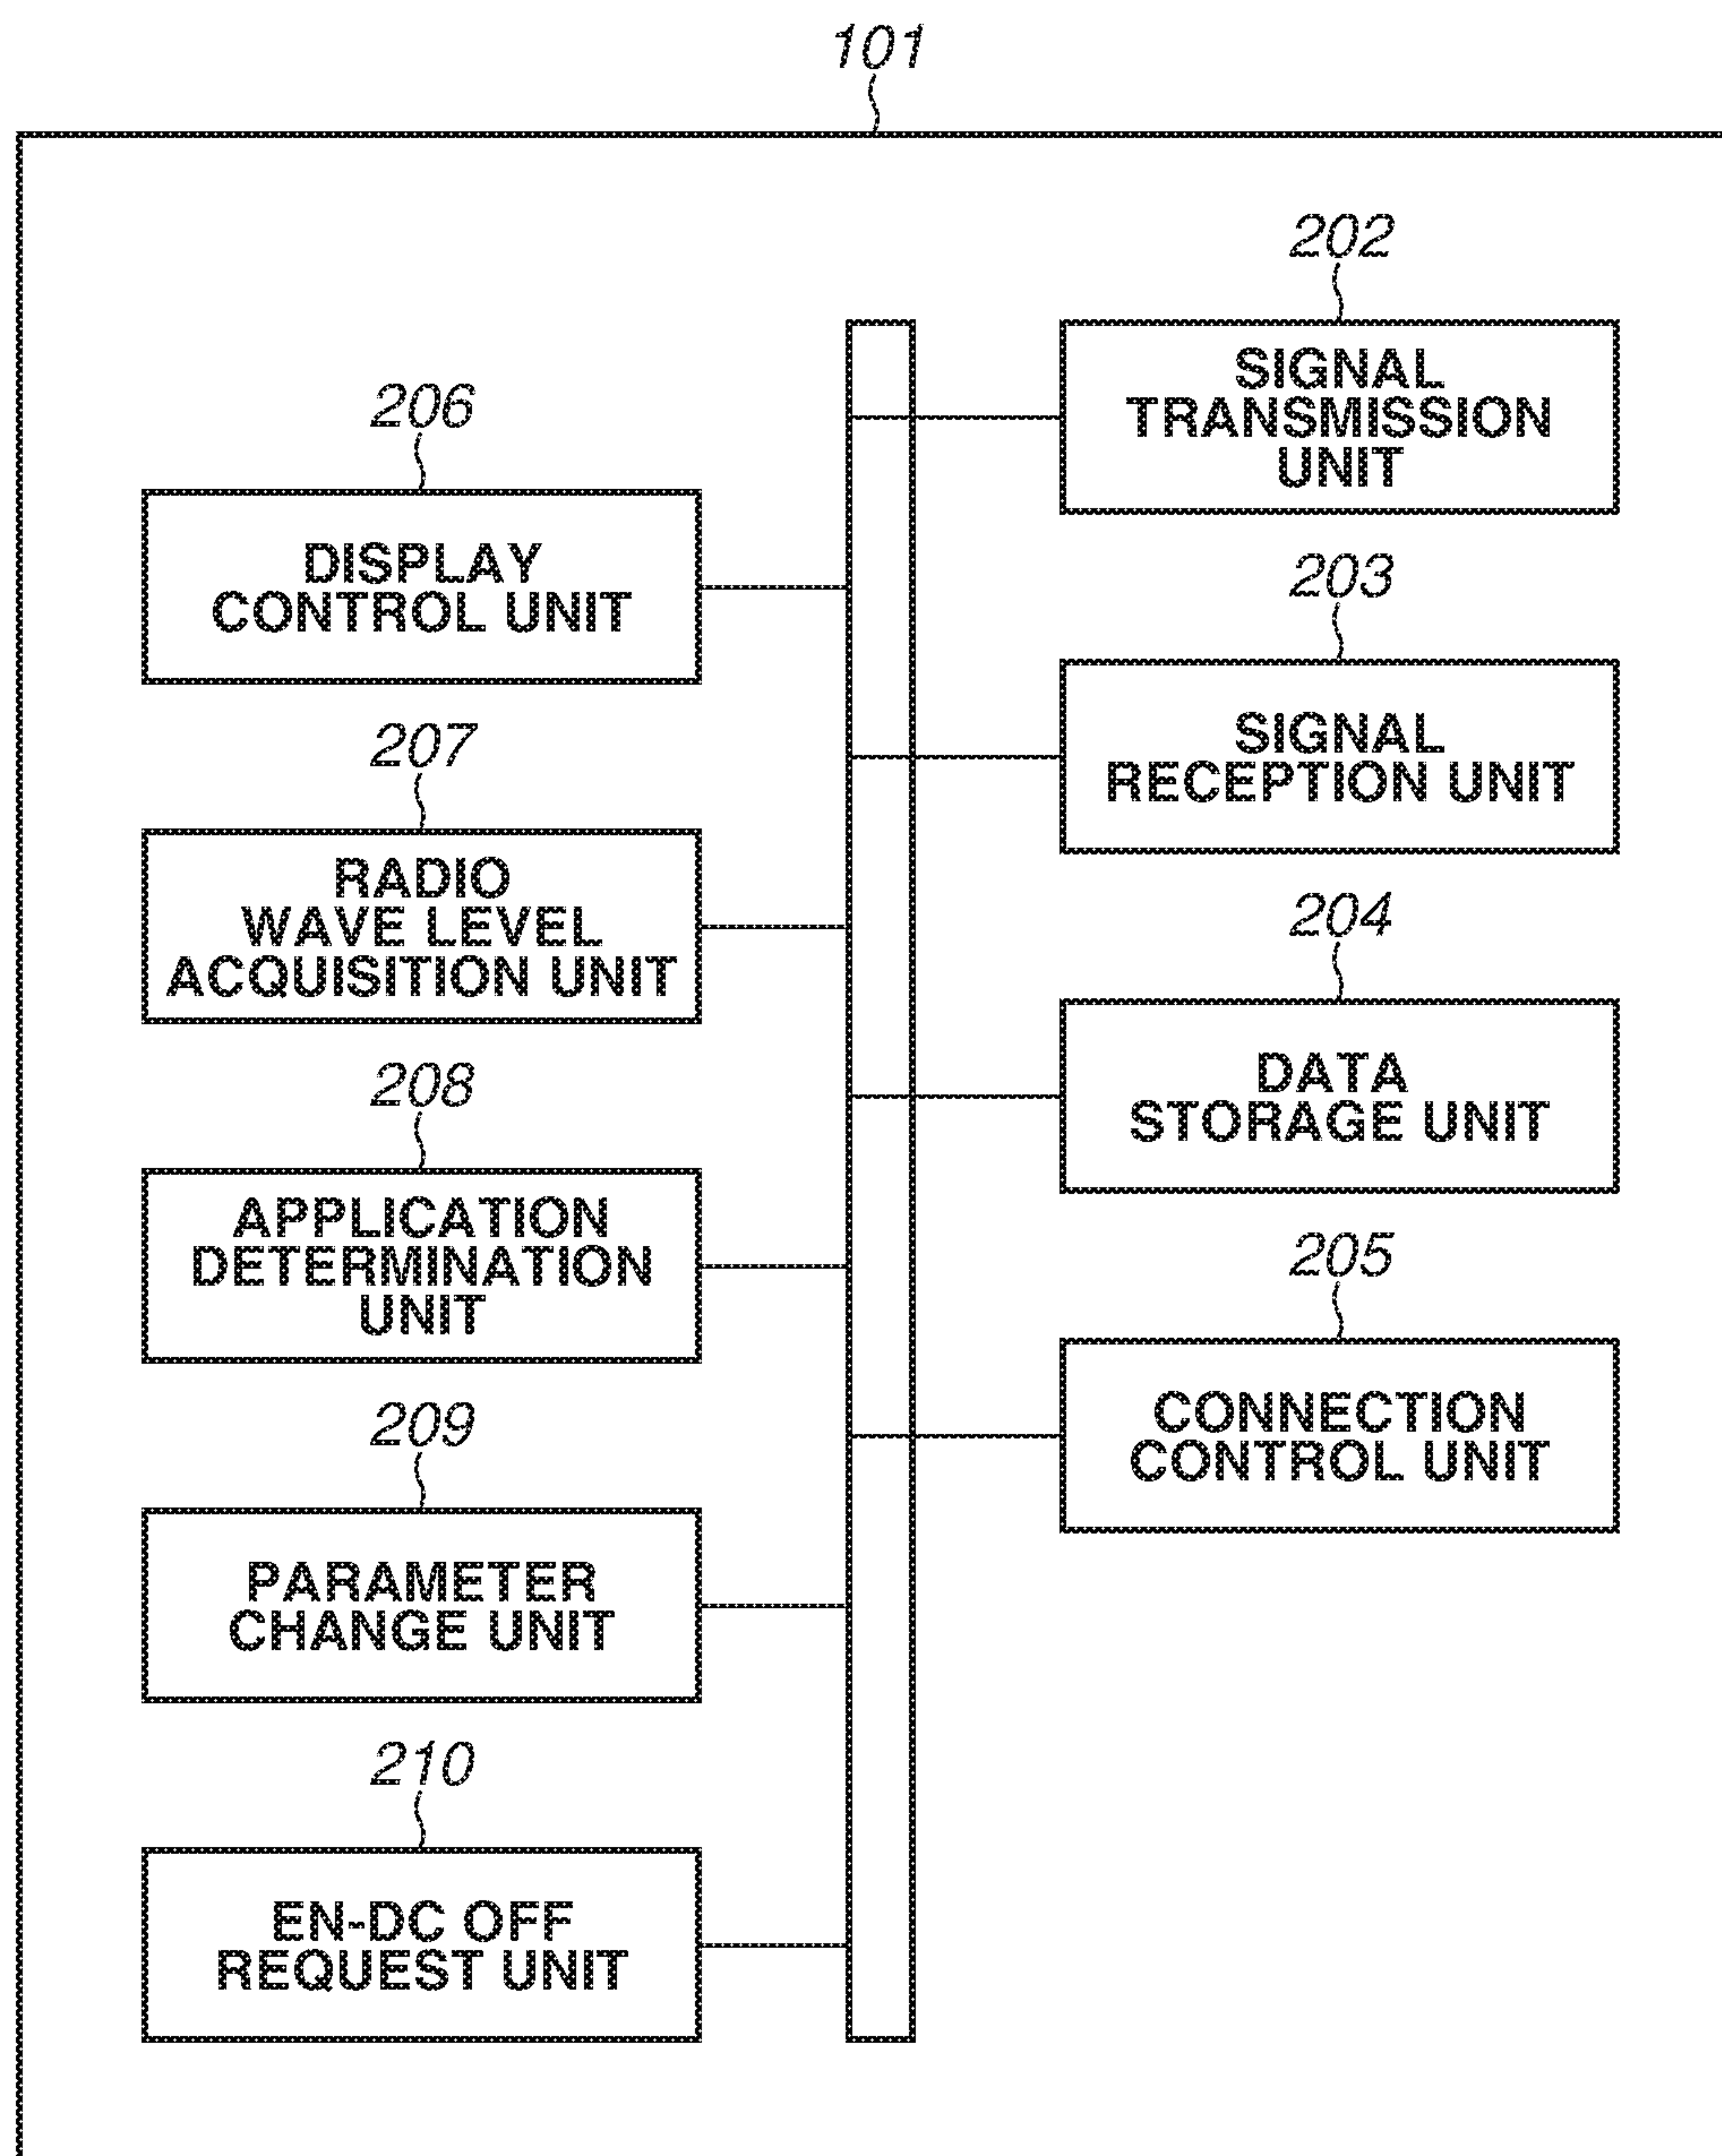 101
202
SIGNAL
TRANSMISSION
UNIT
206
DISPLAY
CONTROL UNIT
203
SIGNAL
RECEPTION UNIT
207
RADIO
WAVE LEVEL
ACQUISITION UNIT
204
DATA
STORAGE UNIT
208
APPLICATION
DETERMINATION
UNIT
205
CONNECTION
CONTROL UNIT
209
PARAMETER
CHANGE UNIT
210
EN-DC OFF
REQUEST UNIT